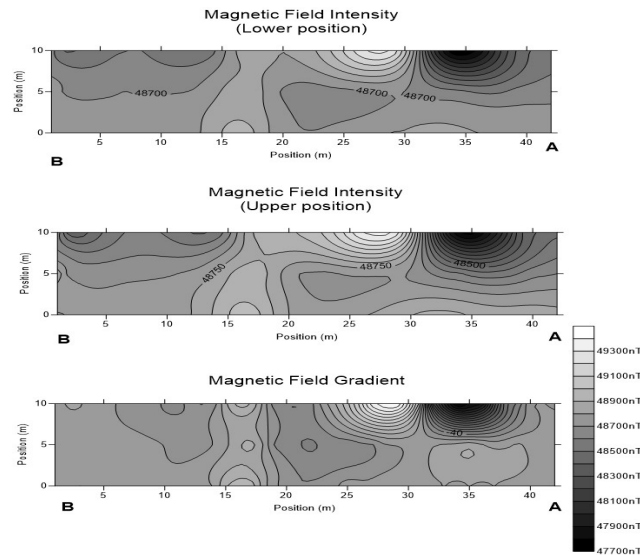 Magnetic Field Intensity
(Lower position)
10
5
0
Position (m)
48700
48700
48700
5
10
15
20
25
30
35
40
Position (m)
B
A
Magnetic Field Intensity
(Upper position)
10
5
0
Position (m)
48750
48750
48500
5
10
15
20
25
30
35
40
Position (m)
B
A
Magnetic Field Gradient
10
5
0
Position (m)
-40
5
10
15
20
25
30
35
40
Position (m)
B
A
49300nT
49100nT
48900nT
48700nT
48500nT
48300nT
48100nT
47900nT
47700nT